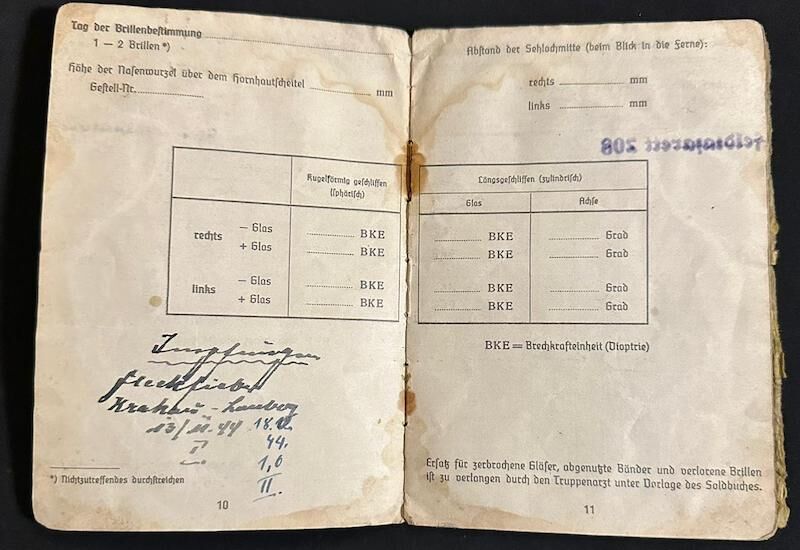 Tag der Brillenbestimmung
1 — 2 Brillen*)
Höhe der Nasenwurzel über dem Hornhautscheitel ........ mm
Gestell-Nr.
Kugelförmig geschliffen
(sphärisch)
rechts — Glas ........ BKE
+ Glas ........ BKE
links — Glas ........ BKE
+ Glas ........ BKE
Impfungen
Fleckfieber
Krakau - 
13/11.44 18.
I 44.
1,0
II.
*) Nichtzutreffendes durchstreichen
10
Abstand der Sehlochmitte (beim Blick in die Ferne):
rechts ........ mm
links ........ mm
Feldlazarett 208
Längsgeschliffen (zylindrisch)
Glas Achse
........ BKE ........ Grad
........ BKE ........ Grad
........ BKE ........ Grad
........ BKE ........ Grad
BKE = Brechkrafteinheit (Dioptrie)
Ersatz für zerbrochene Gläser, abgenutzte Bänder und verlorene Brillen
ist zu verlangen durch den Truppenarzt unter Vorlage des Soldbuches.
11